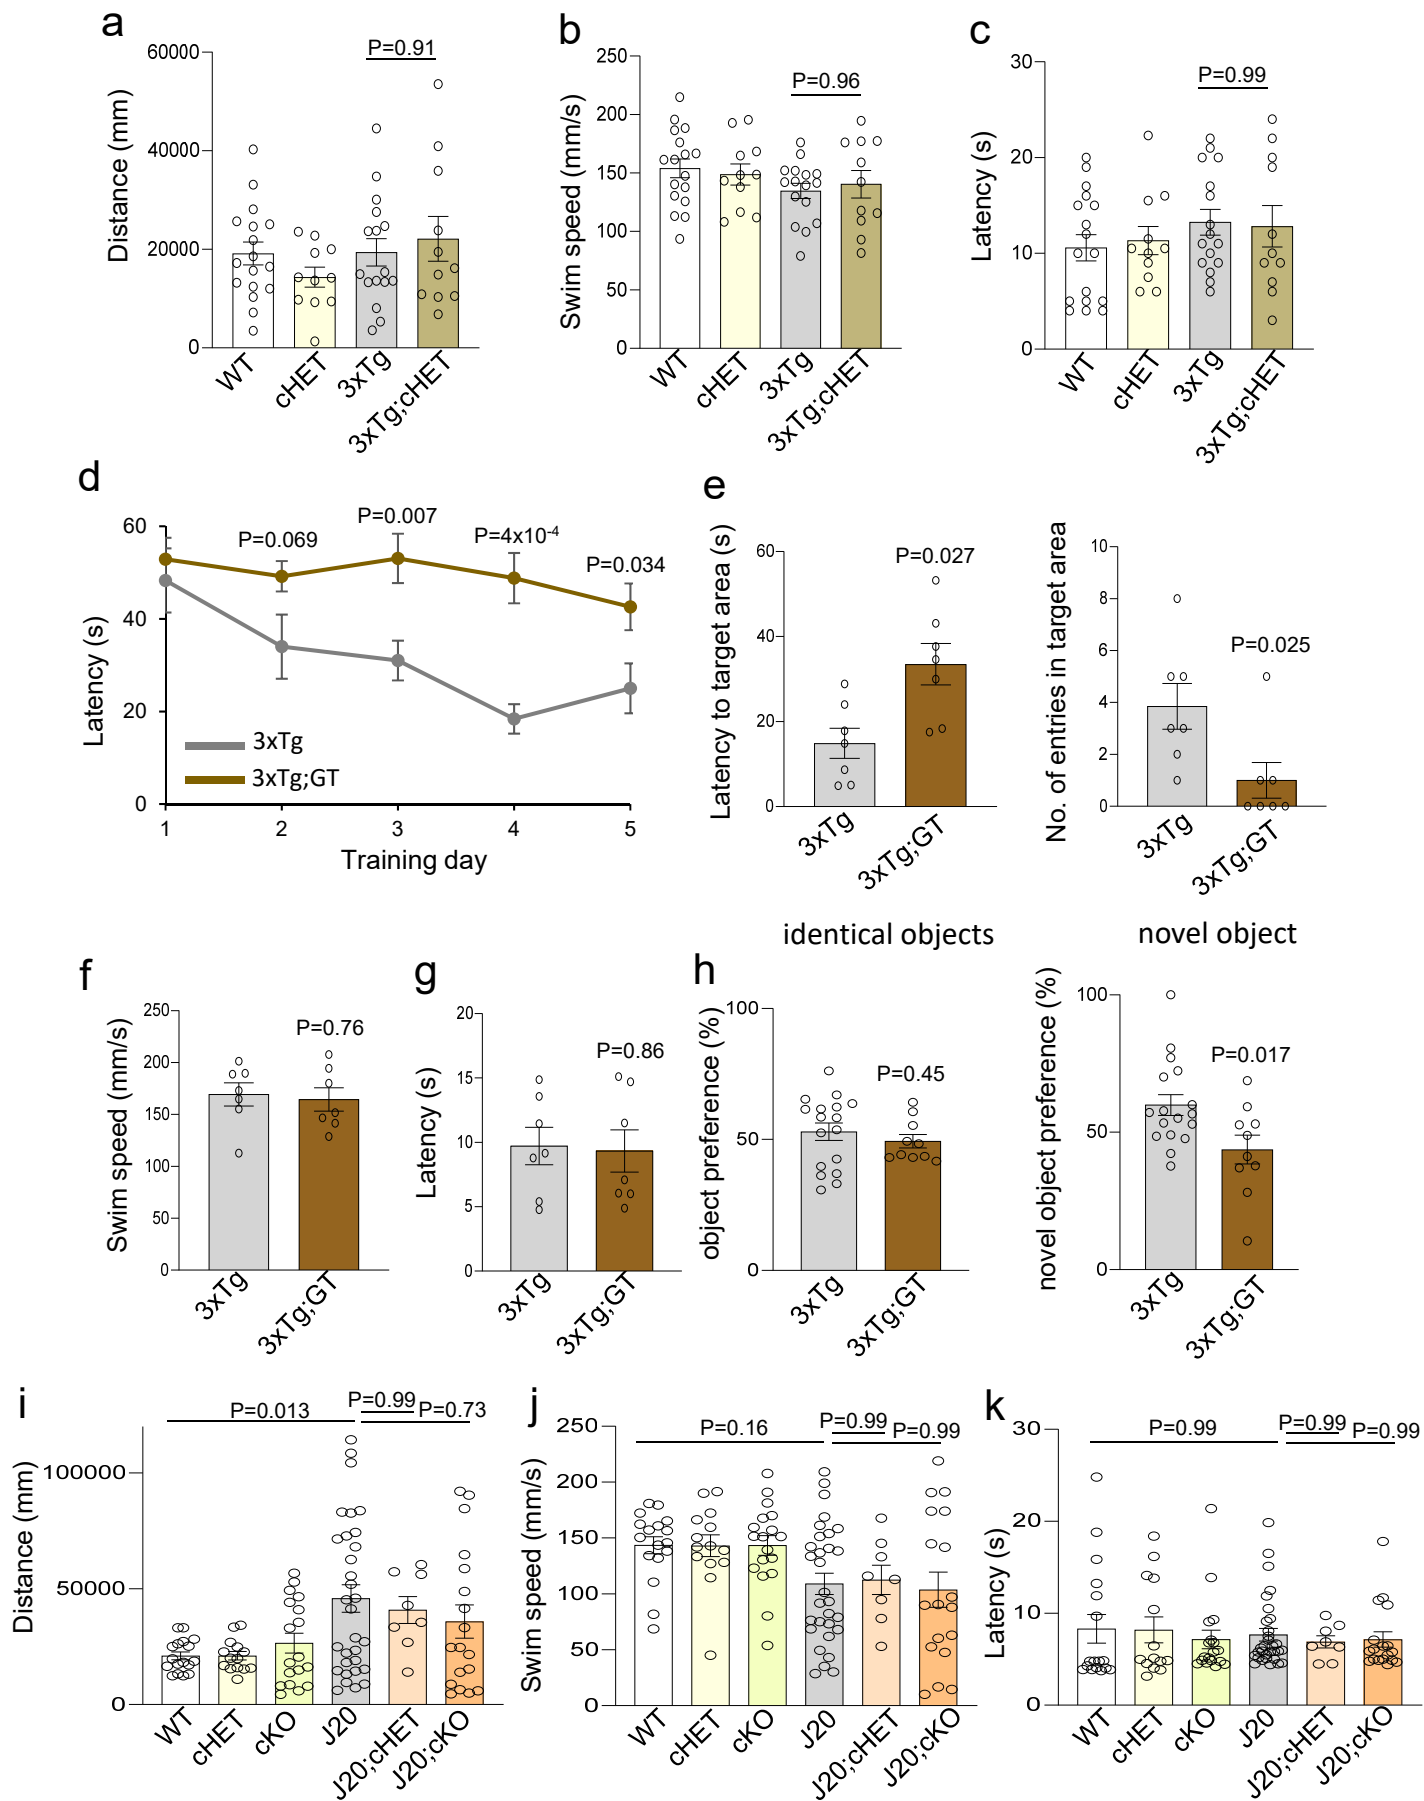 a
Distance (mm)
60000
40000
20000
0
P=0.91
WT
cHET
3xTg
3xTg;cHET
b
Swim speed (mm/s)
250
200
150
100
50
0
P=0.96
WT
cHET
3xTg
3xTg;cHET
c
Latency (s)
30
20
10
0
P=0.99
WT
cHET
3xTg
3xTg;cHET
d
Latency (s)
60
40
20
0
P=0.069
P=0.007
P=4x10-4
P=0.034
3xTg
3xTg;GT
1
2
3
4
5
Training day
e
Latency to target area (s)
60
40
20
0
P=0.027
3xTg
3xTg;GT
No. of entries in target area
10
8
6
4
2
0
P=0.025
3xTg
3xTg;GT
f
Swim speed (mm/s)
250
200
150
100
50
0
P=0.76
3xTg
3xTg;GT
g
Latency (s)
20
15
10
5
0
P=0.86
3xTg
3xTg;GT
h
identical objects
object preference (%)
100
50
0
P=0.45
3xTg
3xTg;GT
novel object
novel object preference (%)
100
50
0
P=0.017
3xTg
3xTg;GT
i
Distance (mm)
100000
50000
0
P=0.013
P=0.99
P=0.73
WT
cHET
cKO
J20
J20;cHET
J20;cKO
j
Swim speed (mm/s)
250
200
150
100
50
0
P=0.16
P=0.99
P=0.99
WT
cHET
cKO
J20
J20;cHET
J20;cKO
k
Latency (s)
30
20
10
0
P=0.99
P=0.99
P=0.99
WT
cHET
cKO
J20
J20;cHET
J20;cKO